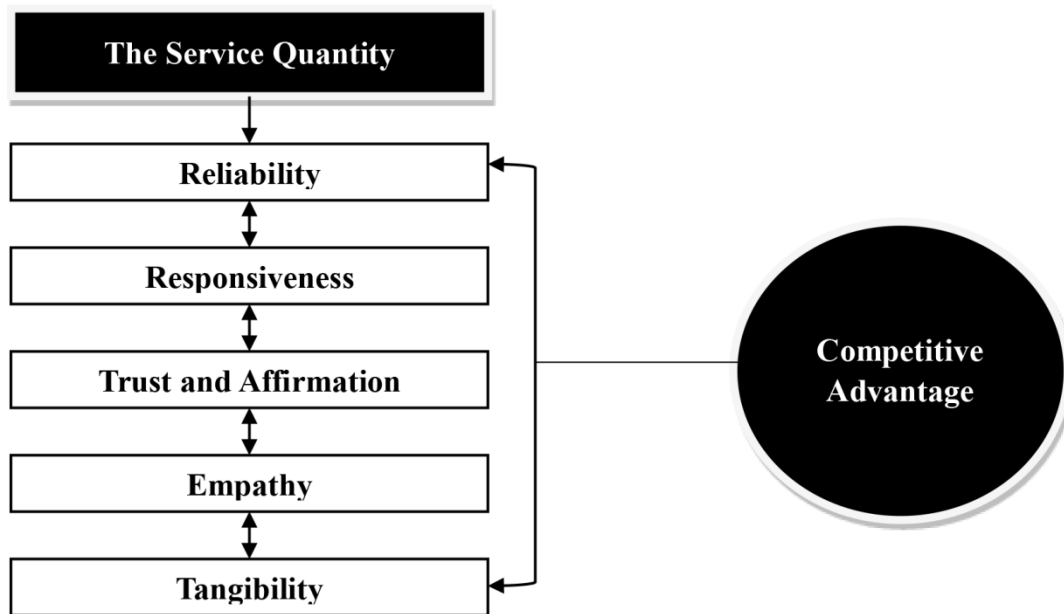 The Service Quantity
Reliability
Responsiveness
Trust and Affirmation
Empathy
Tangibility
Competitive
Advantage